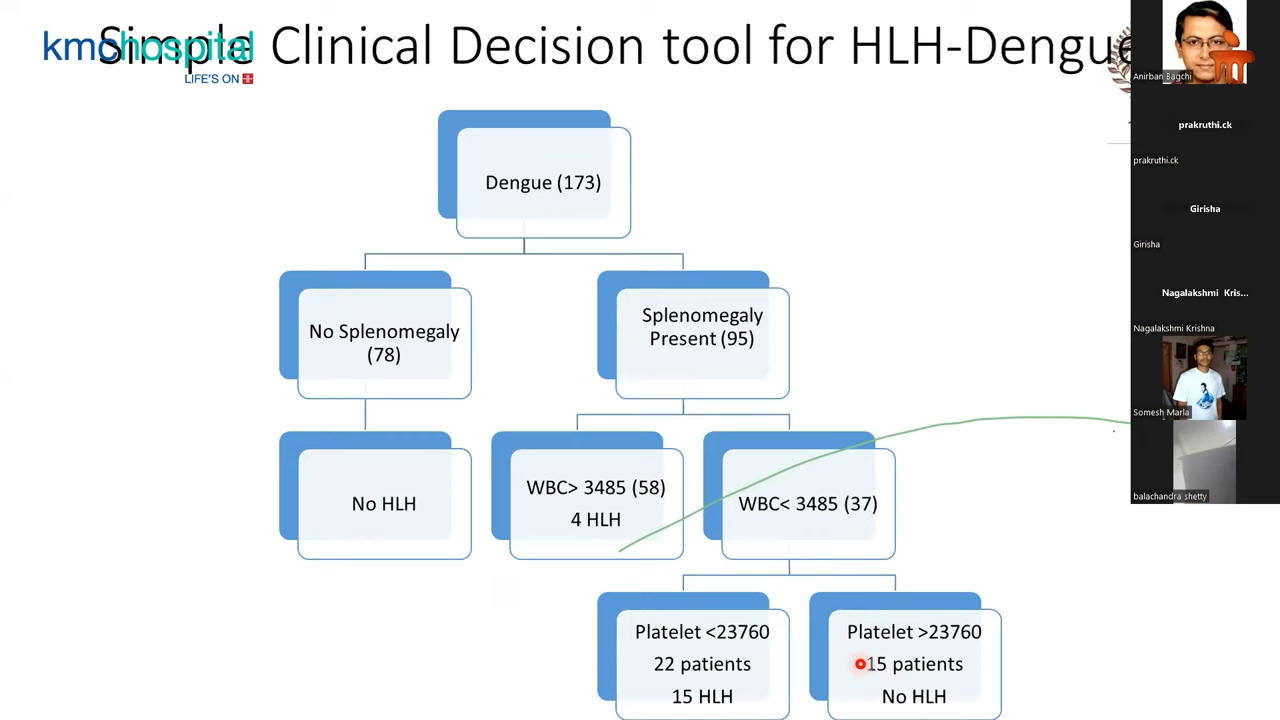 Simple Clinical Decision tool for HLH-Dengue
kmchospital
LIFE'S ON
Dengue (173)
No Splenomegaly
(78)
Splenomegaly
Present (95)
No HLH
WBC> 3485 (58)
4 HLH
WBC< 3485 (37)
Platelet <23760
22 patients
15 HLH
Platelet >23760
15 patients
No HLH
Anirban Bagchi
prakruthi.ck
prakruthi.ck
Girisha
Girisha
Nagalakshmi Kris...
Nagalakshmi Krishna
Somesh Marla
balachandra shetty